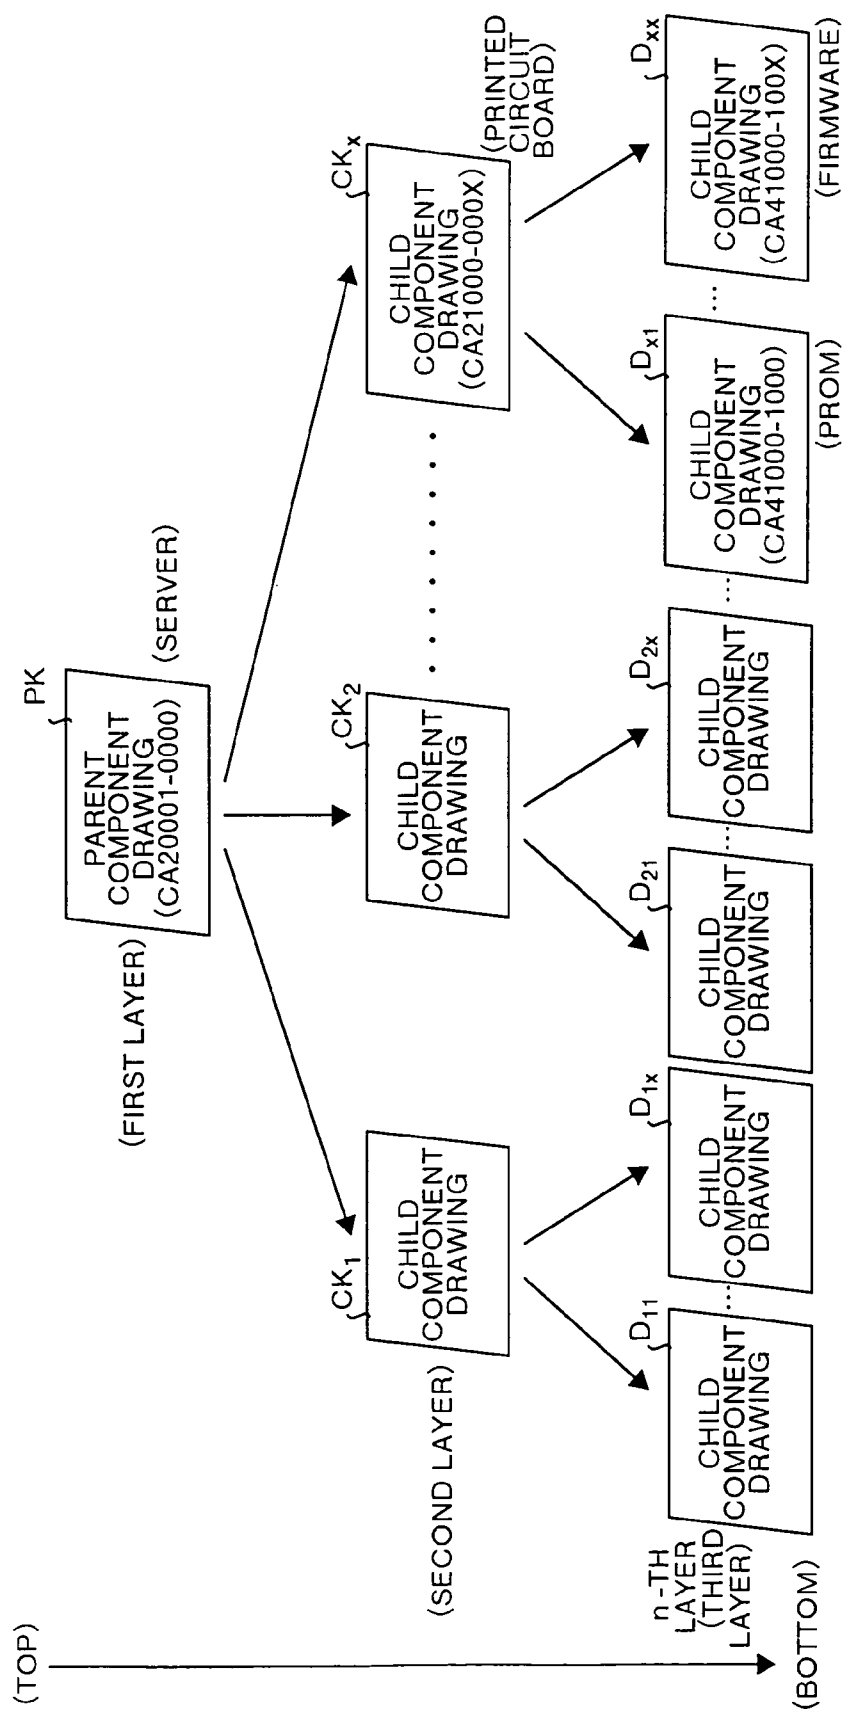 (TOP)
PK
PARENT
COMPONENT
DRAWING
(CA20001-0000)
(SERVER)
(FIRST LAYER)
CK1
CHILD
COMPONENT
DRAWING
CK2
CHILD
COMPONENT
DRAWING
CKX
CHILD
COMPONENT
DRAWING
(CA21000-000X)
(PRINTED
CIRCUIT
BOARD)
(SECOND LAYER)
D11
CHILD
COMPONENT
DRAWING
D1x
CHILD
COMPONENT
DRAWING
D21
CHILD
COMPONENT
DRAWING
D2x
CHILD
COMPONENT
DRAWING
Dx1
CHILD
COMPONENT
DRAWING
(CA41000-1000)
(PROM)
Dxx
CHILD
COMPONENT
DRAWING
(CA41000-100X)
(FIRMWARE)
n-TH
LAYER
(THIRD
LAYER)
(BOTTOM)